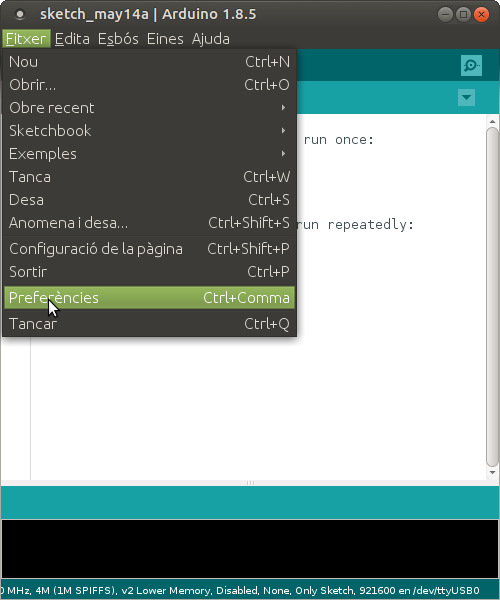 sketch_may14a | Arduino 1.8.5
Fitxer Edita Esbós Eines Ajuda
Nou Ctrl+N
Obrir... Ctrl+O
Obre recent
Sketchbook
Exemples
Tanca Ctrl+W
Desa Ctrl+S
Anomena i desa... Ctrl+Shift+S
Configuració de la pàgina Ctrl+Shift+P
Sortir Ctrl+P
Preferències Ctrl+Comma
Tancar Ctrl+Q
run once:
run repeatedly:
0 MHz, 4M (1M SPIFFS), v2 Lower Memory, Disabled, None, Only Sketch, 921600 en /dev/ttyUSB0